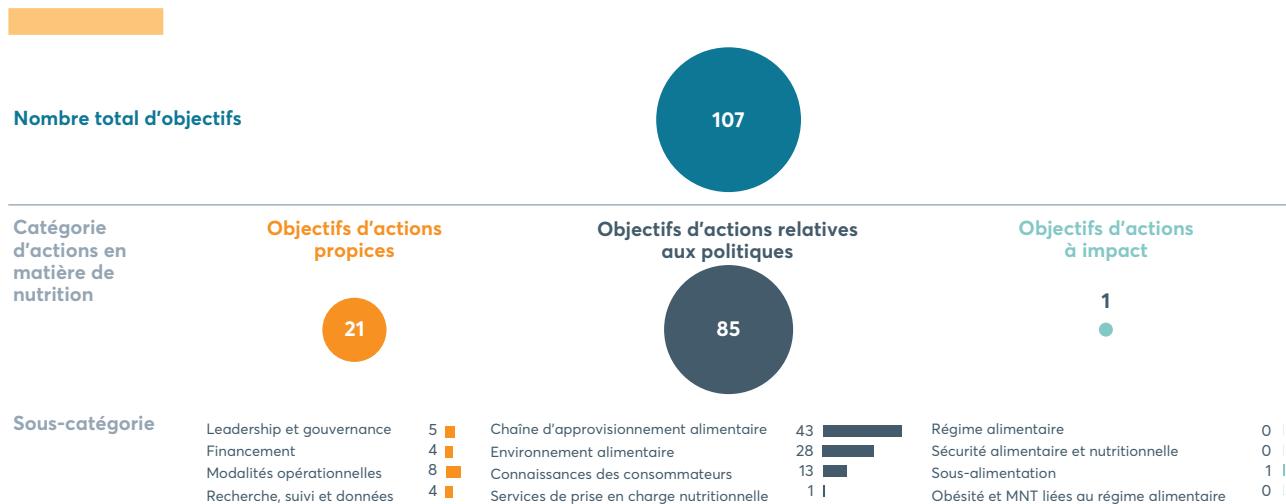 Nombre total d'objectifs
107
Catégorie
d'actions en
matière de
nutrition
Objectifs d'actions
propices
21
Objectifs d'actions relatives
aux politiques
85
Objectifs d'actions
à impact
1
Sous-catégorie
Leadership et gouvernance 5
Financement 4
Modalités opérationnelles 8
Recherche, suivi et données 4
Chaîne d'approvisionnement alimentaire 43
Environnement alimentaire 28
Connaissances des consommateurs 13
Services de prise en charge nutritionnelle 1
Régime alimentaire 0
Sécurité alimentaire et nutritionnelle 0
Sous-alimentation 1
Obésité et MNT liées au régime alimentaire 0